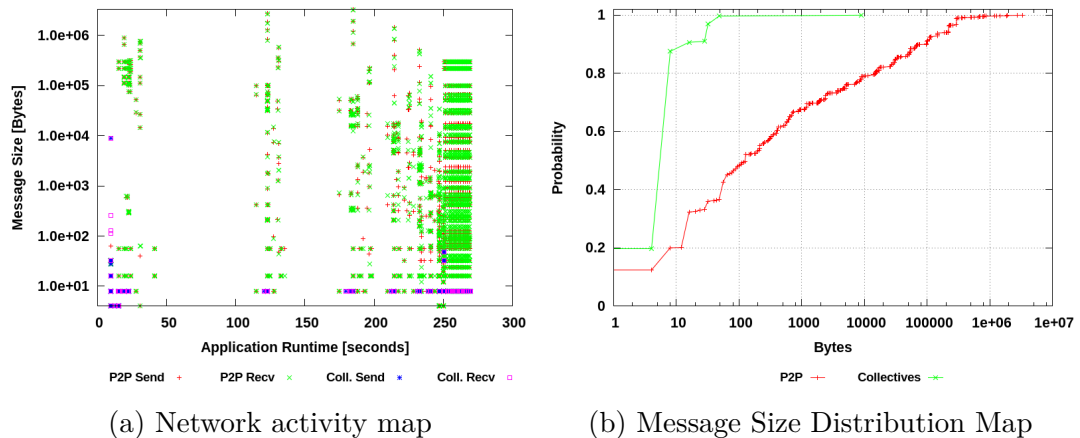 Message Size [Bytes]
1.0e+06
1.0e+05
1.0e+04
1.0e+03
1.0e+02
1.0e+01
0 50 100 150 200 250 300
Application Runtime [seconds]
P2P Send P2P Recv Coll. Send Coll. Recv
(a) Network activity map
Probability
1
0.8
0.6
0.4
0.2
0
1 10 100 1000 10000 100000 1e+06 1e+07
Bytes
P2P Collectives
(b) Message Size Distribution Map